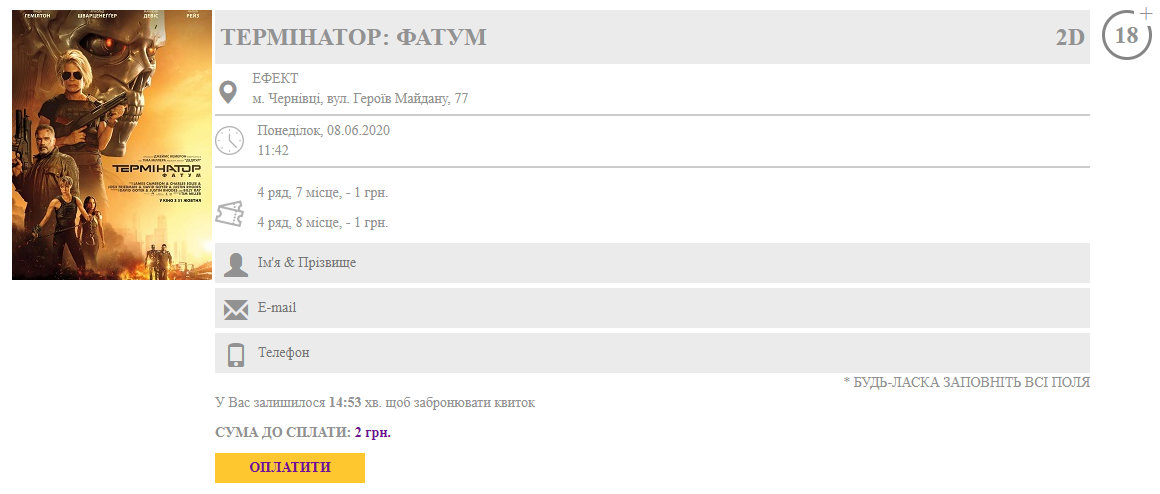 ГЕМІЛТОН
ШВАРЦЕНЕҐҐЕР
ДЕВІС
РЕЙЗ
ТЕРМІНАТОР
ФАТУМ
У КІНО З 31 ЖОВТНЯ
ТЕРМІНАТОР: ФАТУМ
2D
18+
ЕФЕКТ
м. Чернівці, вул. Героїв Майдану, 77
Понеділок, 08.06.2020
11:42
4 ряд, 7 місце, - 1 грн.
4 ряд, 8 місце, - 1 грн.
Ім'я & Прізвище
E-mail
Телефон
* БУДЬ-ЛАСКА ЗАПОВНІТЬ ВСІ ПОЛЯ
У Вас залишилося 14:53 хв. щоб забронювати квиток
СУМА ДО СПЛАТИ: 2 грн.
ОПЛАТИТИ